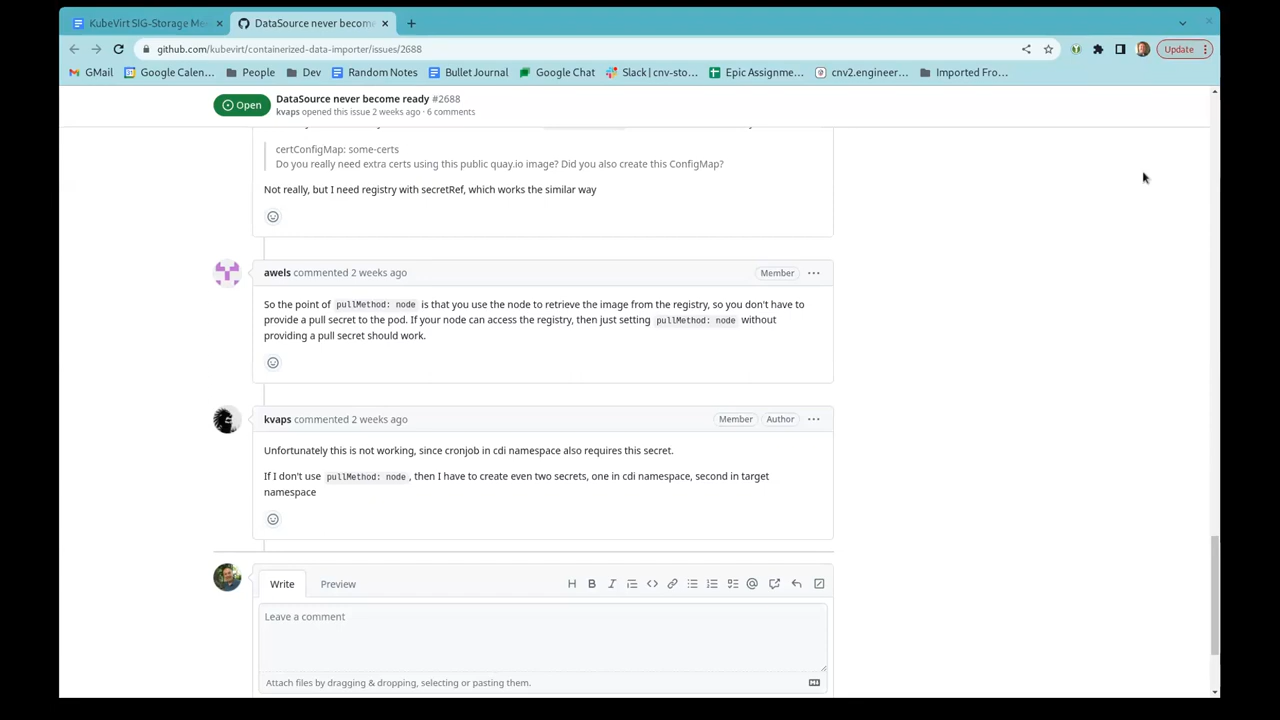 KubeVirt SIG-Storage Me
DataSource never becom
github.com/kubevirt/containerized-data-importer/issues/2688
Update
GMail
Google Calen...
People
Dev
Random Notes
Bullet Journal
Google Chat
Slack | cnv-sto...
Epic Assignme...
cnv2.engineer...
Imported Fro...
Open
DataSource never become ready #2688
kvaps opened this issue 2 weeks ago · 6 comments
certConfigMap: some-certs
Do you really need extra certs using this public quay.io image? Did you also create this ConfigMap?
Not really, but I need registry with secretRef, which works the similar way
awels commented 2 weeks ago
Member
So the point of pullMethod: node is that you use the node to retrieve the image from the registry, so you don't have to
provide a pull secret to the pod. If your node can access the registry, then just setting pullMethod: node without
providing a pull secret should work.
kvaps commented 2 weeks ago
Member
Author
Unfortunately this is not working, since cronjob in cdi namespace also requires this secret.
If I don't use pullMethod: node, then I have to create even two secrets, one in cdi namespace, second in target
namespace
Write
Preview
Leave a comment
Attach files by dragging & dropping, selecting or pasting them.